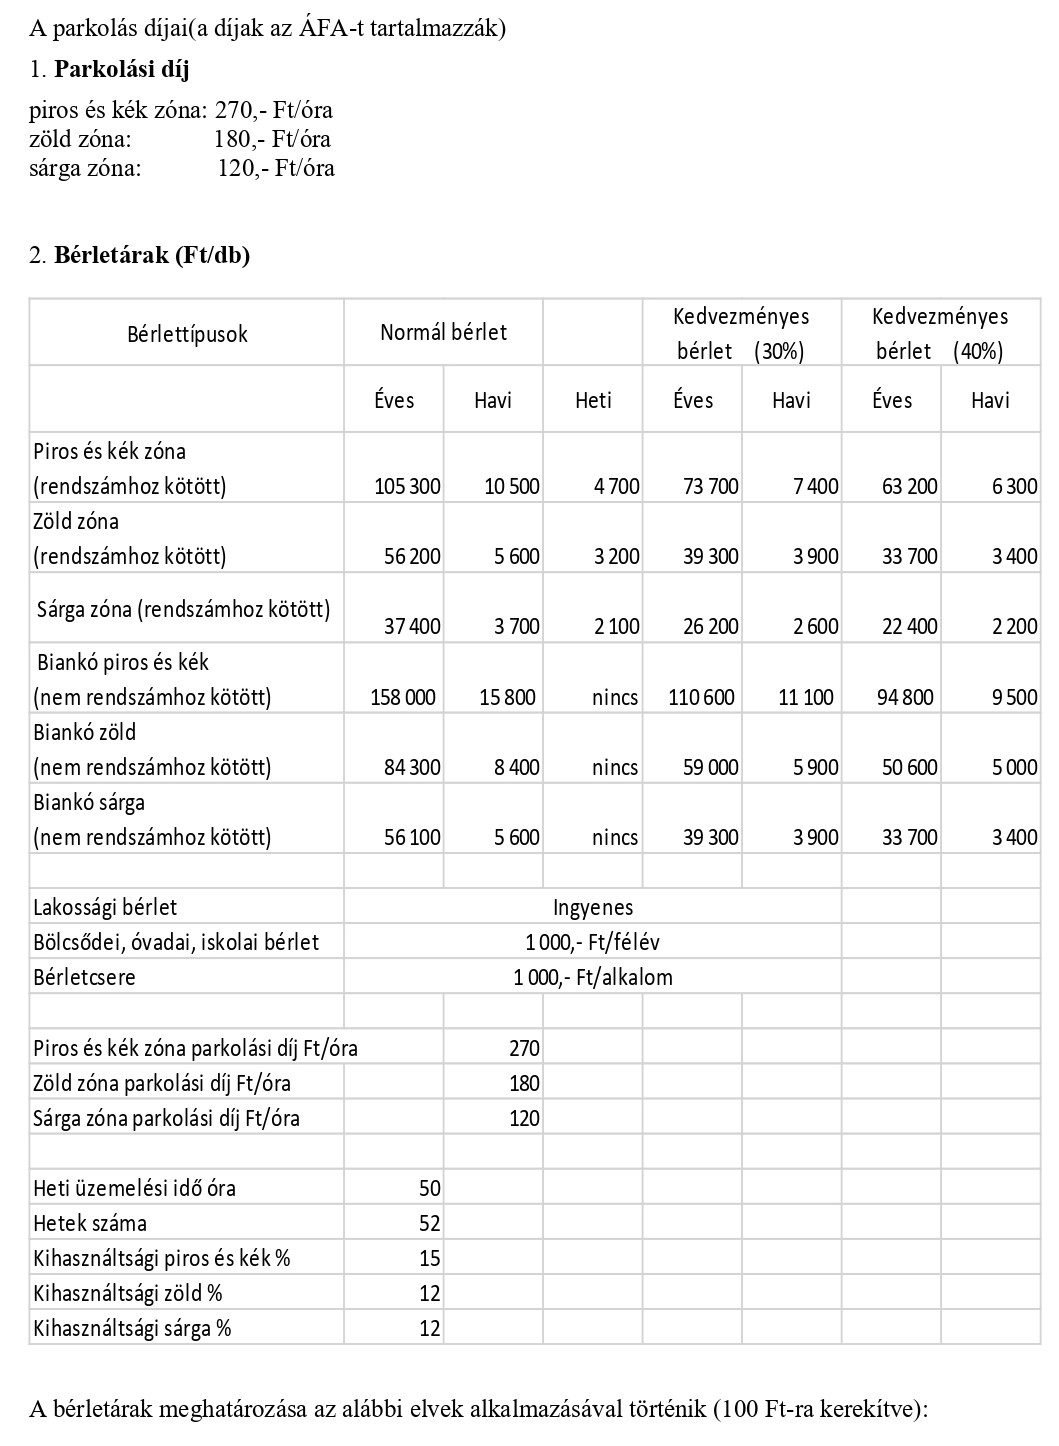 A parkolás díjai(a díjak az ÁFA-t tartalmazzák)
1. Parkolási díj
piros és kék zóna: 270,- Ft/óra
zöld zóna: 180,- Ft/óra
sárga zóna: 120,- Ft/óra
2. Bérletárak (Ft/db)
Bérlettípusok Normál bérlet Kedvezményes bérlet (30%) Kedvezményes bérlet (40%)
Éves Havi Heti Éves Havi Éves Havi
Piros és kék zóna
(rendszámhoz kötött) 105 300 10 500 4 700 73 700 7 400 63 200 6 300
Zöld zóna
(rendszámhoz kötött) 56 200 5 600 3 200 39 300 3 900 33 700 3 400
Sárga zóna (rendszámhoz kötött) 37 400 3 700 2 100 26 200 2 600 22 400 2 200
Biankó piros és kék
(nem rendszámhoz kötött) 158 000 15 800 nincs 110 600 11 100 94 800 9 500
Biankó zöld
(nem rendszámhoz kötött) 84 300 8 400 nincs 59 000 5 900 50 600 5 000
Biankó sárga
(nem rendszámhoz kötött) 56 100 5 600 nincs 39 300 3 900 33 700 3 400
Lakossági bérlet Ingyenes
Bölcsődei, óvadai, iskolai bérlet 1 000,- Ft/félév
Bérletcsere 1 000,- Ft/alkalom
Piros és kék zóna parkolási díj Ft/óra 270
Zöld zóna parkolási díj Ft/óra 180
Sárga zóna parkolási díj Ft/óra 120
Heti üzemelési idő óra 50
Hetek száma 52
Kihasználtsági piros és kék % 15
Kihasználtsági zöld % 12
Kihasználtsági sárga % 12
A bérletárak meghatározása az alábbi elvek alkalmazásával történik (100 Ft-ra kerekítve):